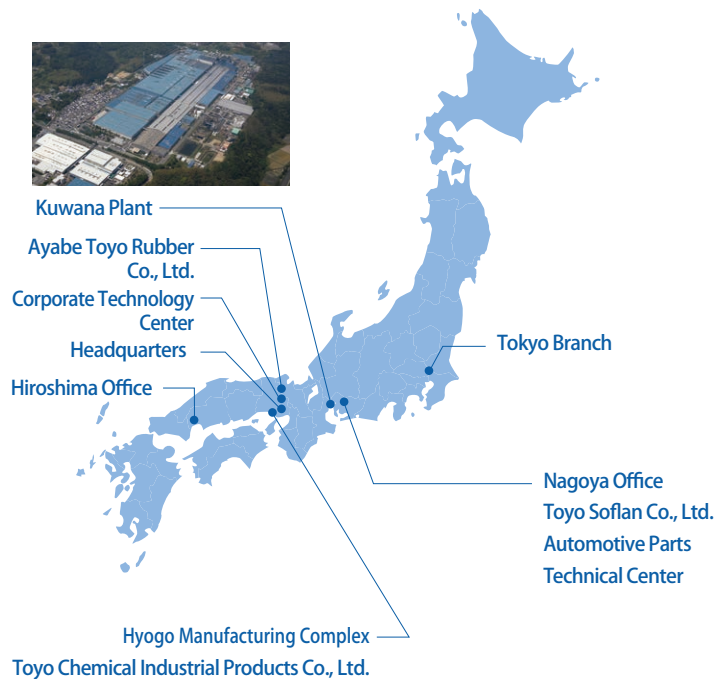 Kuwana Plant
Ayabe Toyo Rubber
Co., Ltd.
Corporate Technology
Center
Headquarters
Hiroshima Office
Tokyo Branch
Nagoya Office
Toyo Soflan Co., Ltd.
Automotive Parts
Technical Center
Hyogo Manufacturing Complex
Toyo Chemical Industrial Products Co., Ltd.